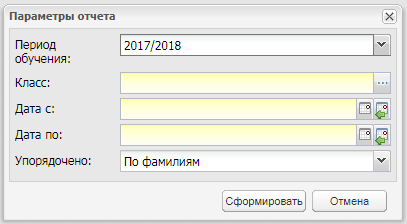 Параметры отчета
Период обучения: 2017/2018
Класс:
Дата с:
Дата по:
Упорядочено: По фамилиям
Сформировать Отмена